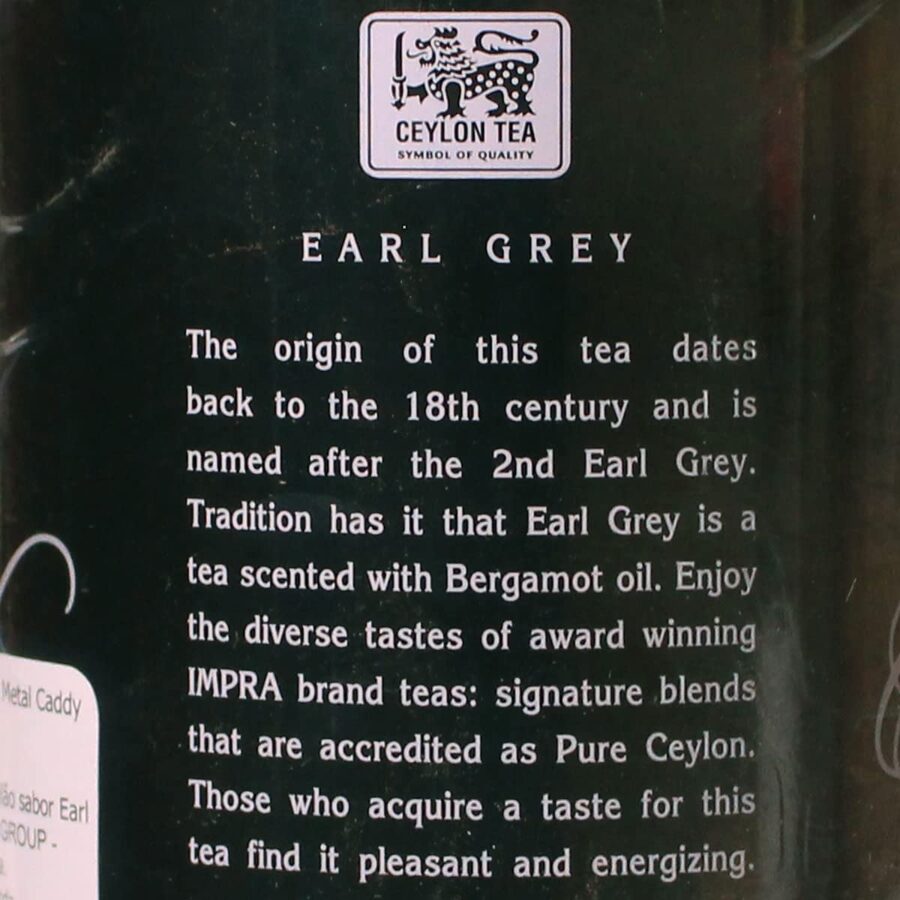 CEYLON TEA
SYMBOL OF QUALITY
EARL GREY
The origin of this tea dates
back to the 18th century and is
named after the 2nd Earl Grey.
Tradition has it that Earl Grey is a
tea scented with Bergamot oil. Enjoy
the diverse tastes of award winning
IMPRA brand teas: signature blends
that are accredited as Pure Ceylon.
Those who acquire a taste for this
tea find it pleasant and energizing.
Metal Caddy
sabor Earl
GROUP -